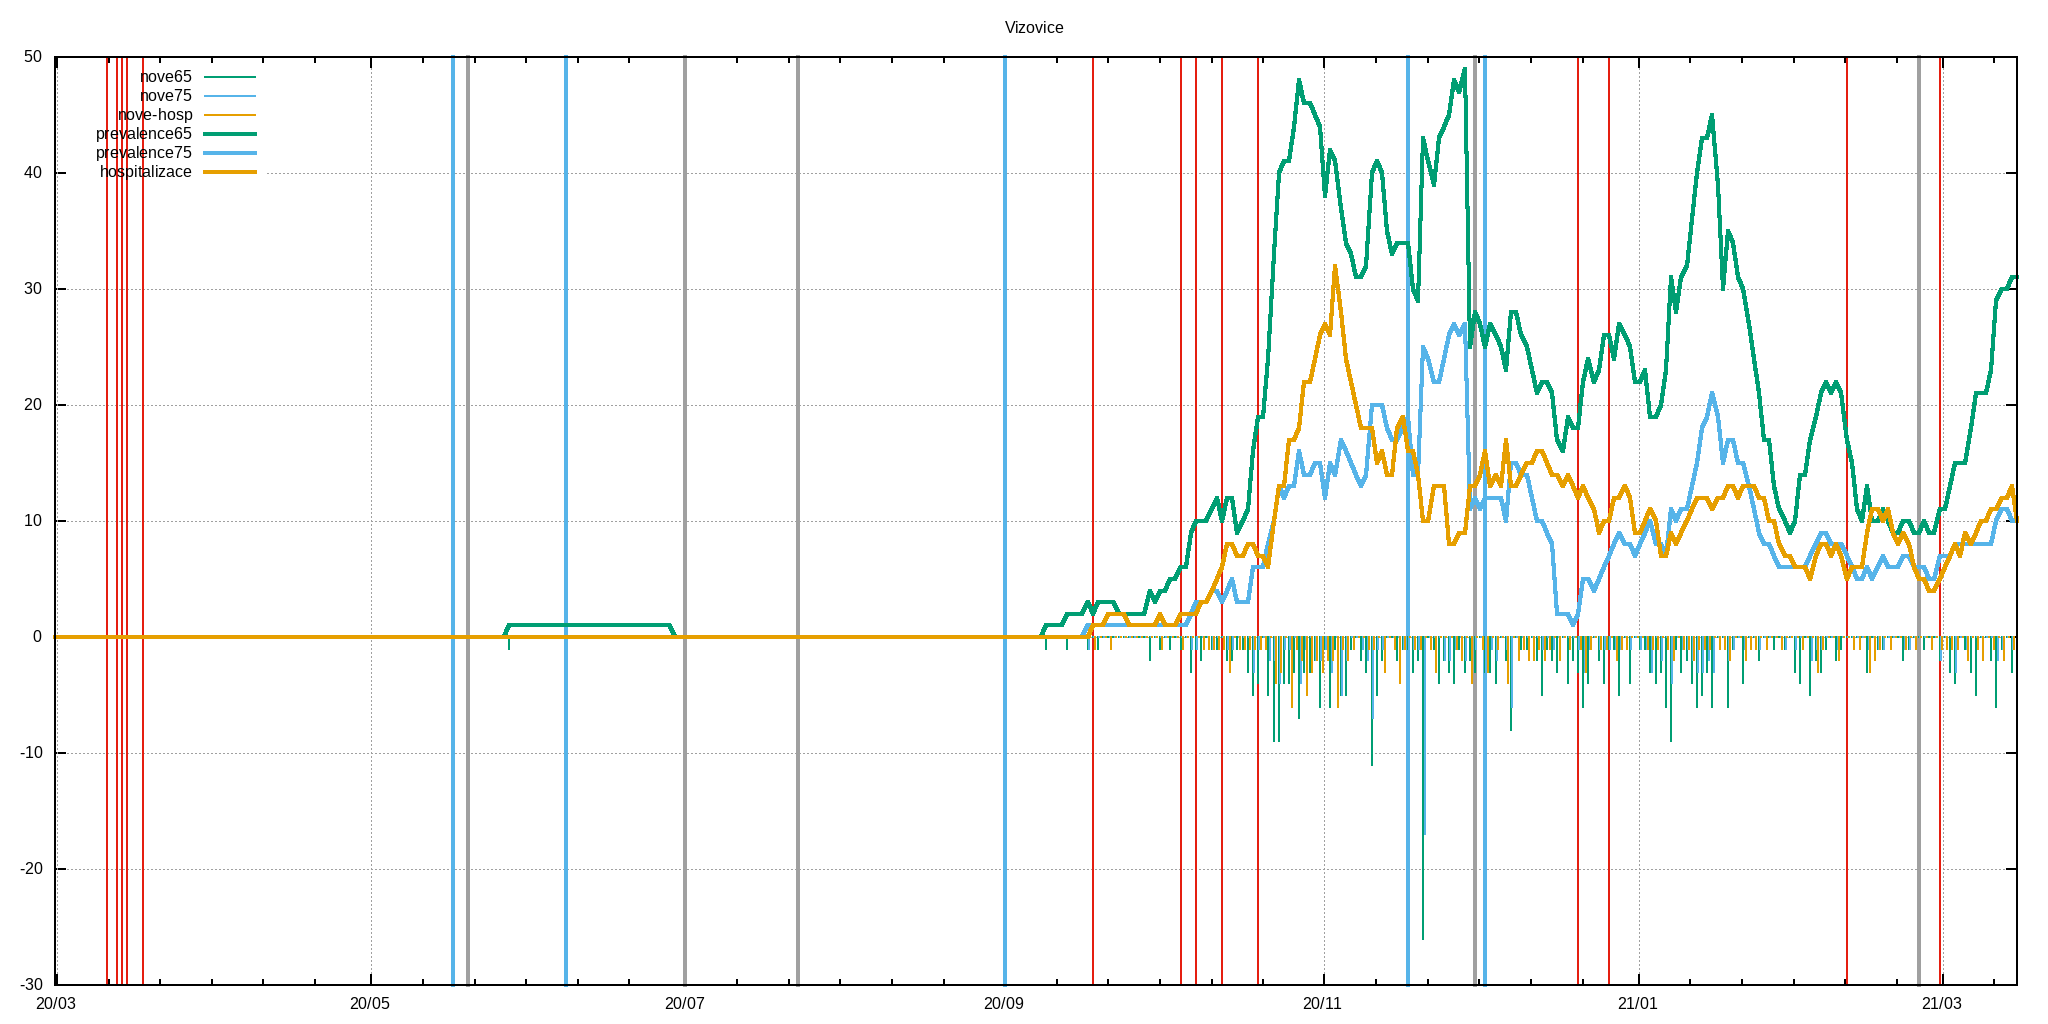 Vizovice
50
40
30
20
10
0
-10
-20
-30
nove65
nove75
nove-hosp
prevalence65
prevalence75
hospitalizace
20/03 20/05 20/07 20/09 20/11 21/01 21/03